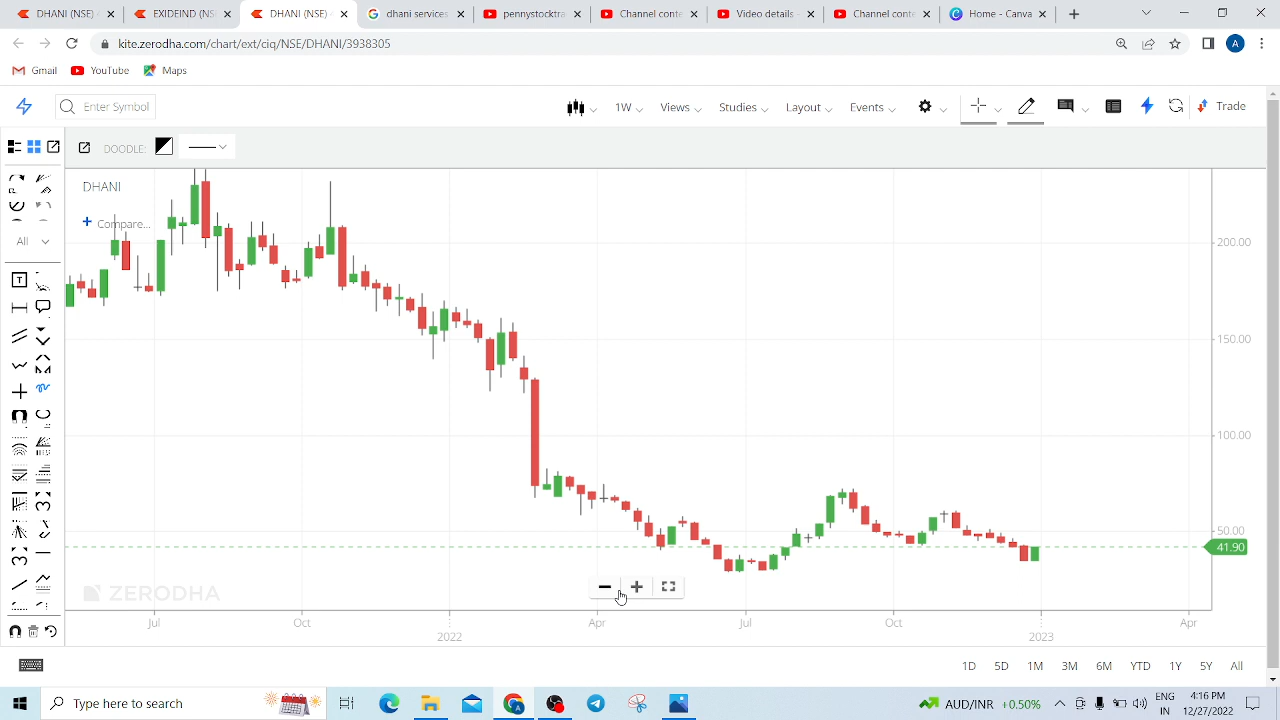 DHANI (NSE)
EXIDEIND (NS
DHANI (NSE)
dhani services
pennystocktra
Channel conte
Video details
Channel conte
Home - Canva
kite.zerodha.com/chart/ext/ciq/NSE/DHANI/3938305
A
Gmail
YouTube
Maps
Enter Symbol
1W
Views
Studies
Layout
Events
Trade
DOODLE:
DHANI
Compare...
All
T
200.00
150.00
100.00
50.00
41.90
ZERODHA
Jul
Oct
2022
Apr
Jul
Oct
2023
Apr
1D
5D
1M
3M
6M
YTD
1Y
5Y
All
Type here to search
AUD/INR +0.50%
ENG
IN
4:16 PM
12/27/2022